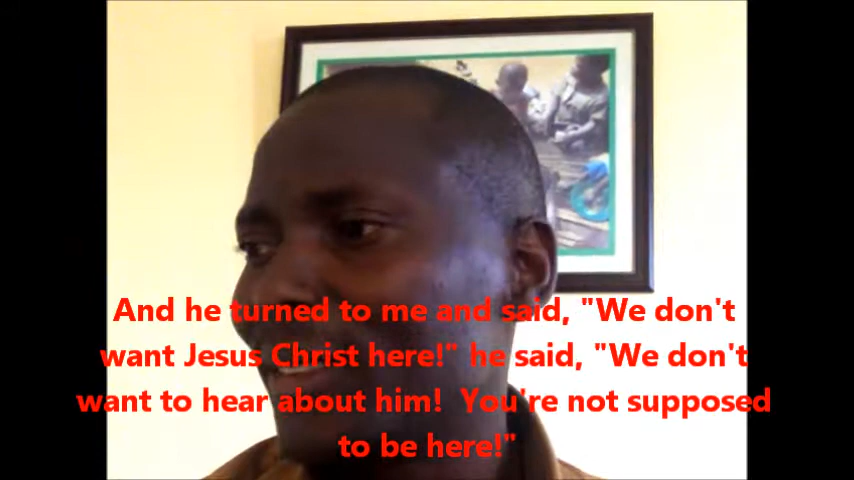 And he turned to me and said, "We don't
want Jesus Christ here!" he said, "We don't
want to hear about him!  You're not supposed
to be here!"